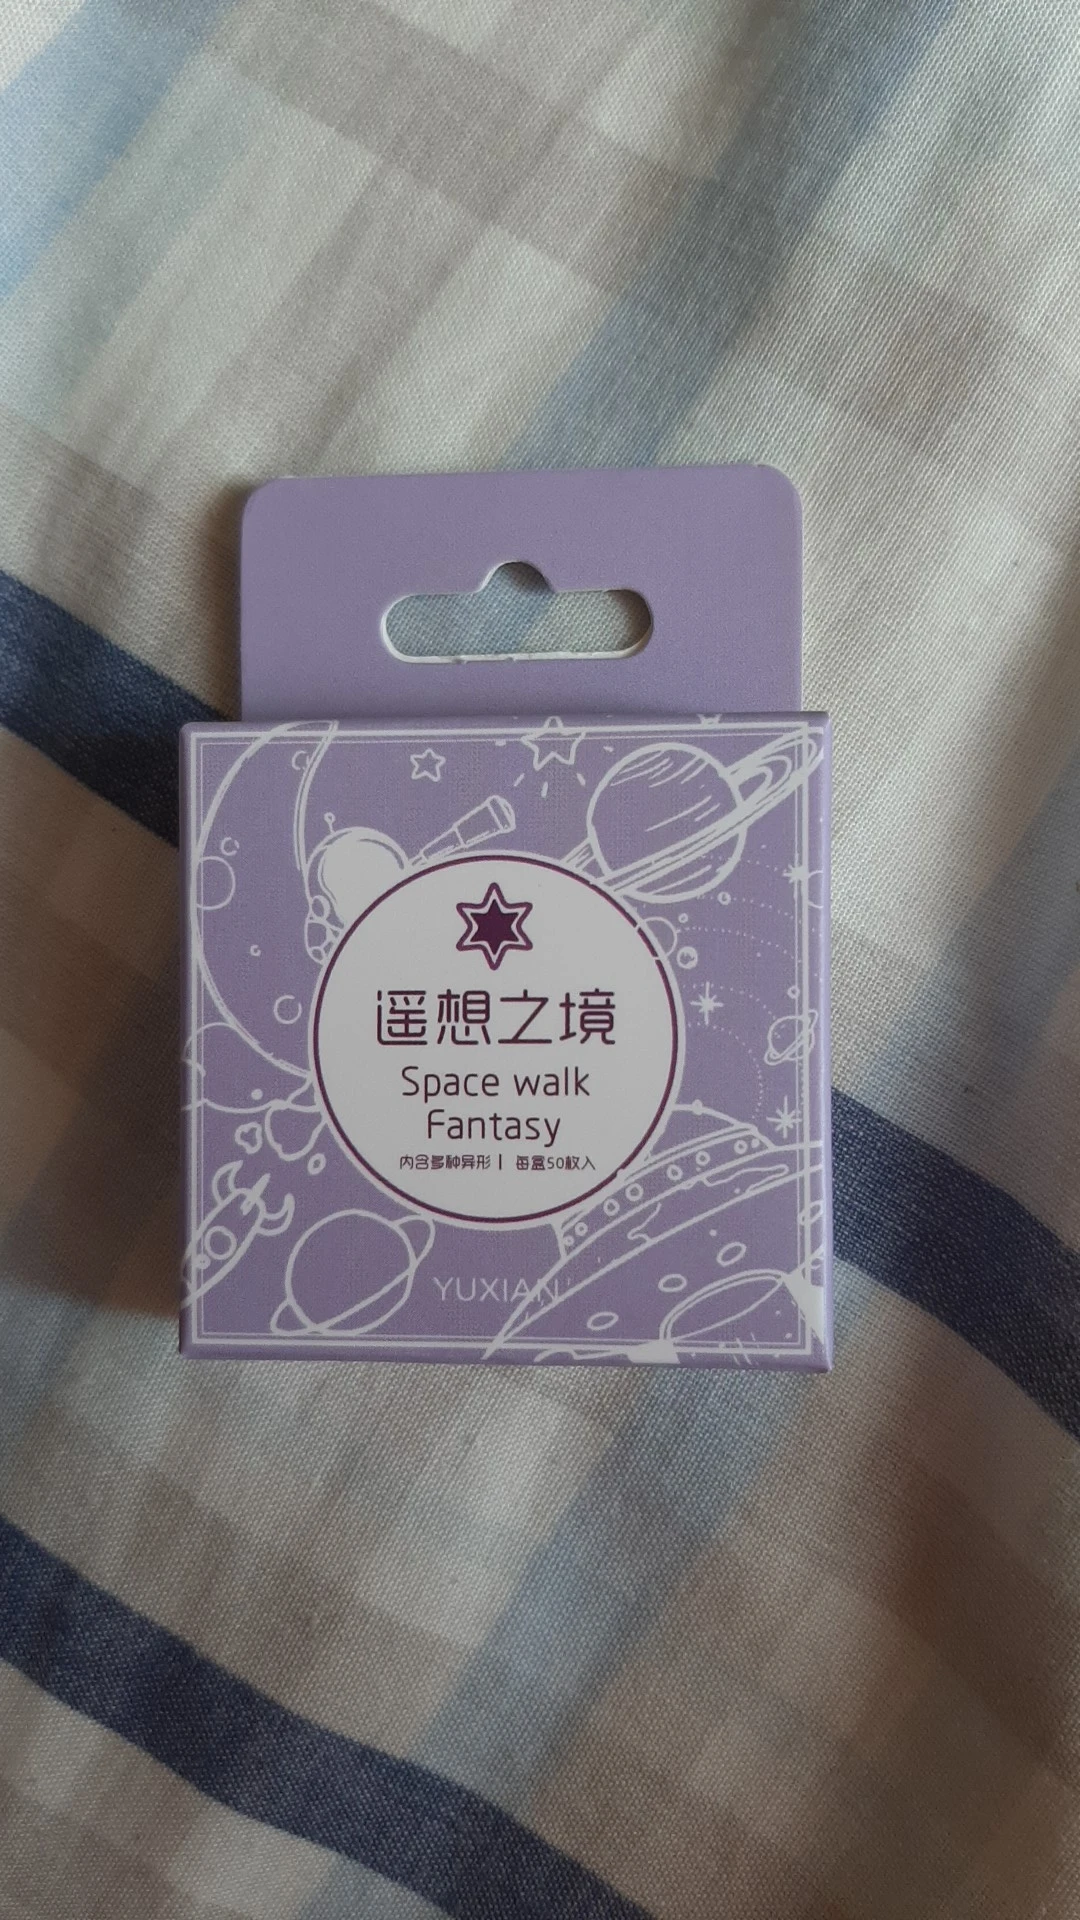 遥想之境
Space walk
Fantasy
内含多种异形 | 每盒50枚入
YUXIAN